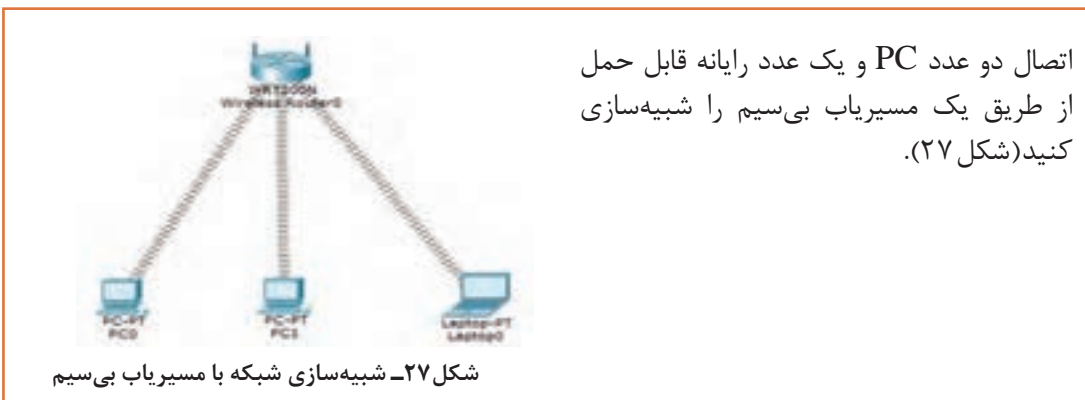 اتصال دو عدد PC و یک عدد رایانه قابل حمل
از طریق یک مسیریاب بی‌سیم را شبیه‌سازی
کنید(شکل ۲۷).
WRT300N
Wireless Router0
PC-PT
PC0
PC-PT
PC1
Laptop-PT
Laptop0
شکل ۲۷ــ شبیه‌سازی شبکه با مسیریاب بی‌سیم